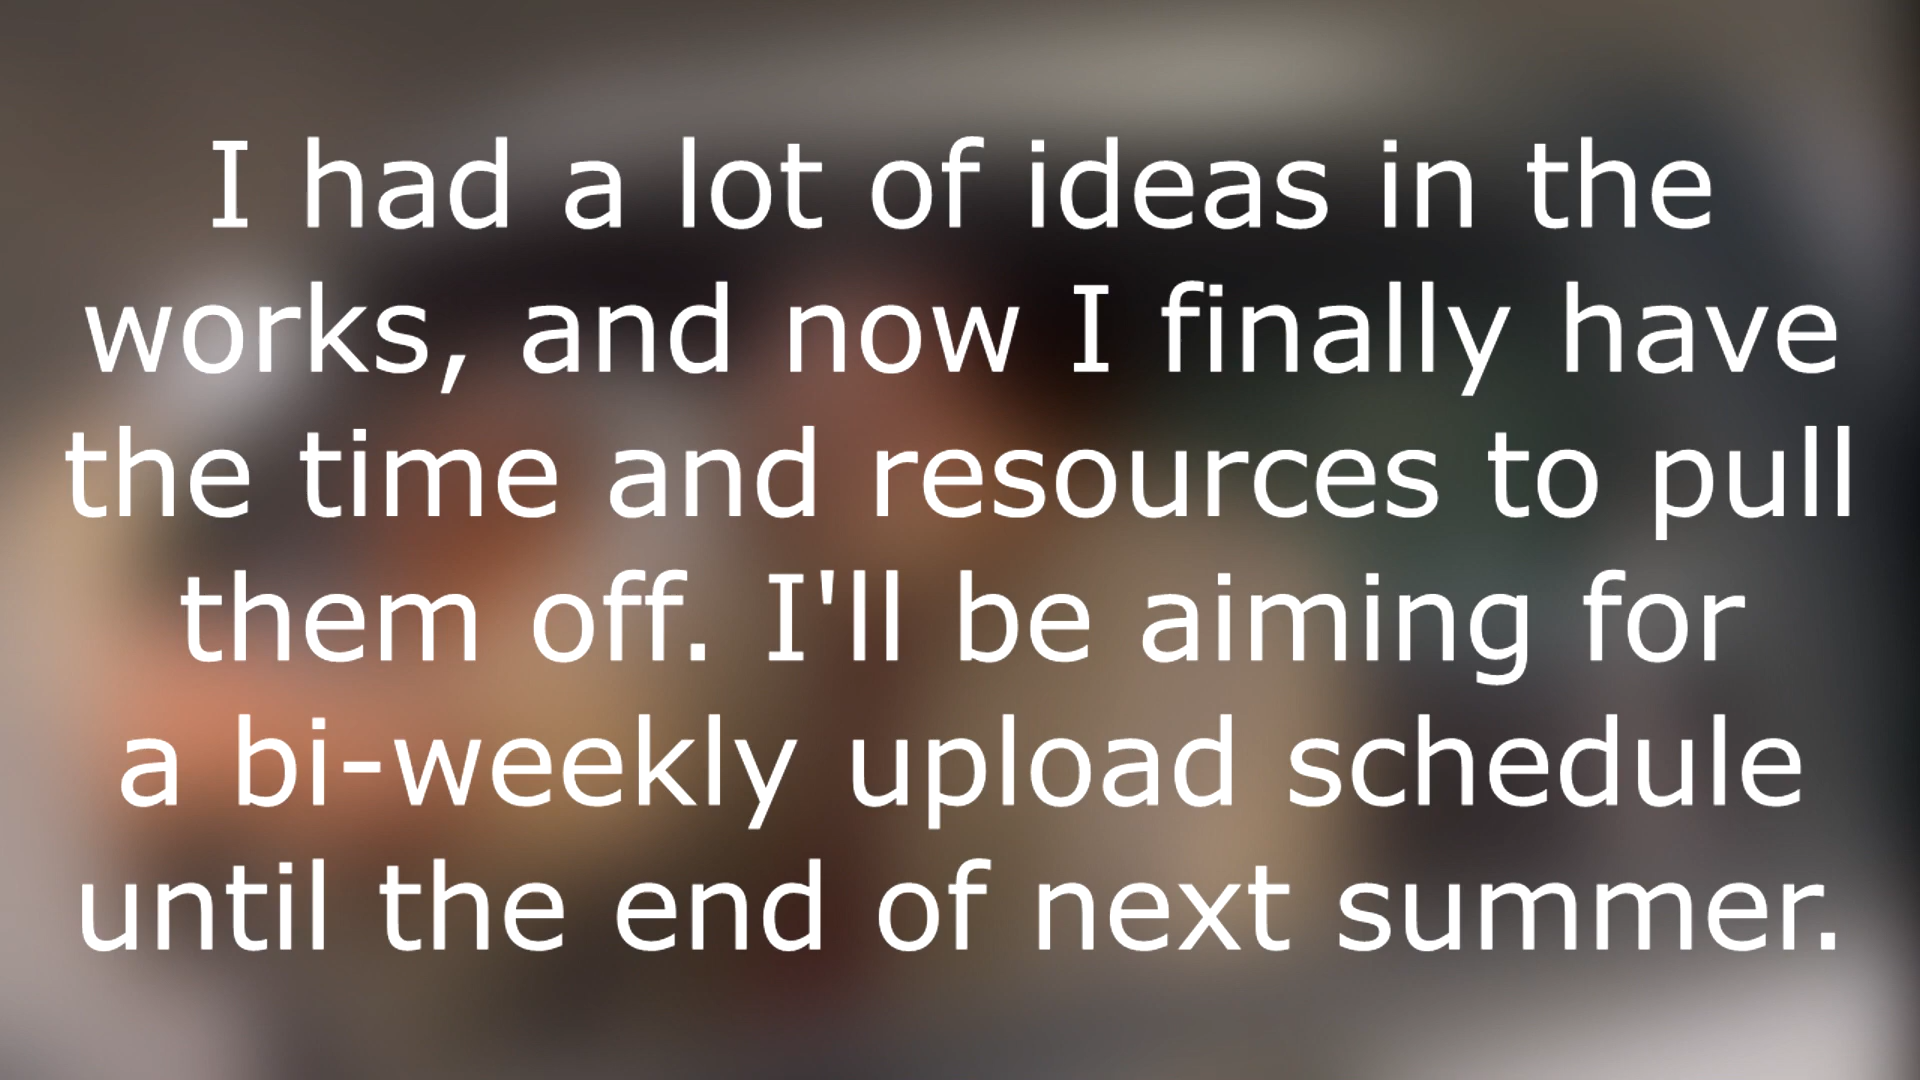 I had a lot of ideas in the
works, and now I finally have
the time and resources to pull
them off. I'll be aiming for
a bi-weekly upload schedule
until the end of next summer.